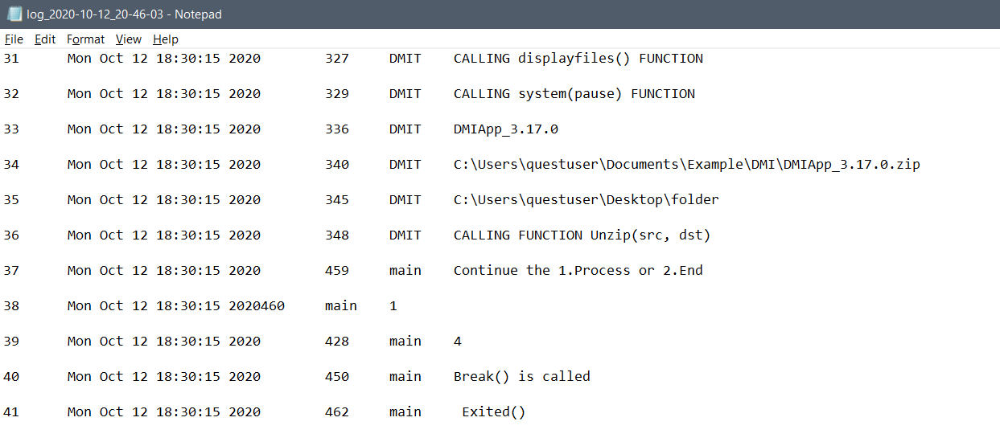 log_2020-10-12_20-46-03 - Notepad
File Edit Format View Help
31 Mon Oct 12 18:30:15 2020 327 DMIT CALLING displayfiles() FUNCTION
32 Mon Oct 12 18:30:15 2020 329 DMIT CALLING system(pause) FUNCTION
33 Mon Oct 12 18:30:15 2020 336 DMIT DMIApp_3.17.0
34 Mon Oct 12 18:30:15 2020 340 DMIT C:\Users\questuser\Documents\Example\DMI\DMIApp_3.17.0.zip
35 Mon Oct 12 18:30:15 2020 345 DMIT C:\Users\questuser\Desktop\folder
36 Mon Oct 12 18:30:15 2020 348 DMIT CALLING FUNCTION Unzip(src, dst)
37 Mon Oct 12 18:30:15 2020 459 main Continue the 1.Process or 2.End
38 Mon Oct 12 18:30:15 2020460 main 1
39 Mon Oct 12 18:30:15 2020 428 main 4
40 Mon Oct 12 18:30:15 2020 450 main Break() is called
41 Mon Oct 12 18:30:15 2020 462 main Exited()